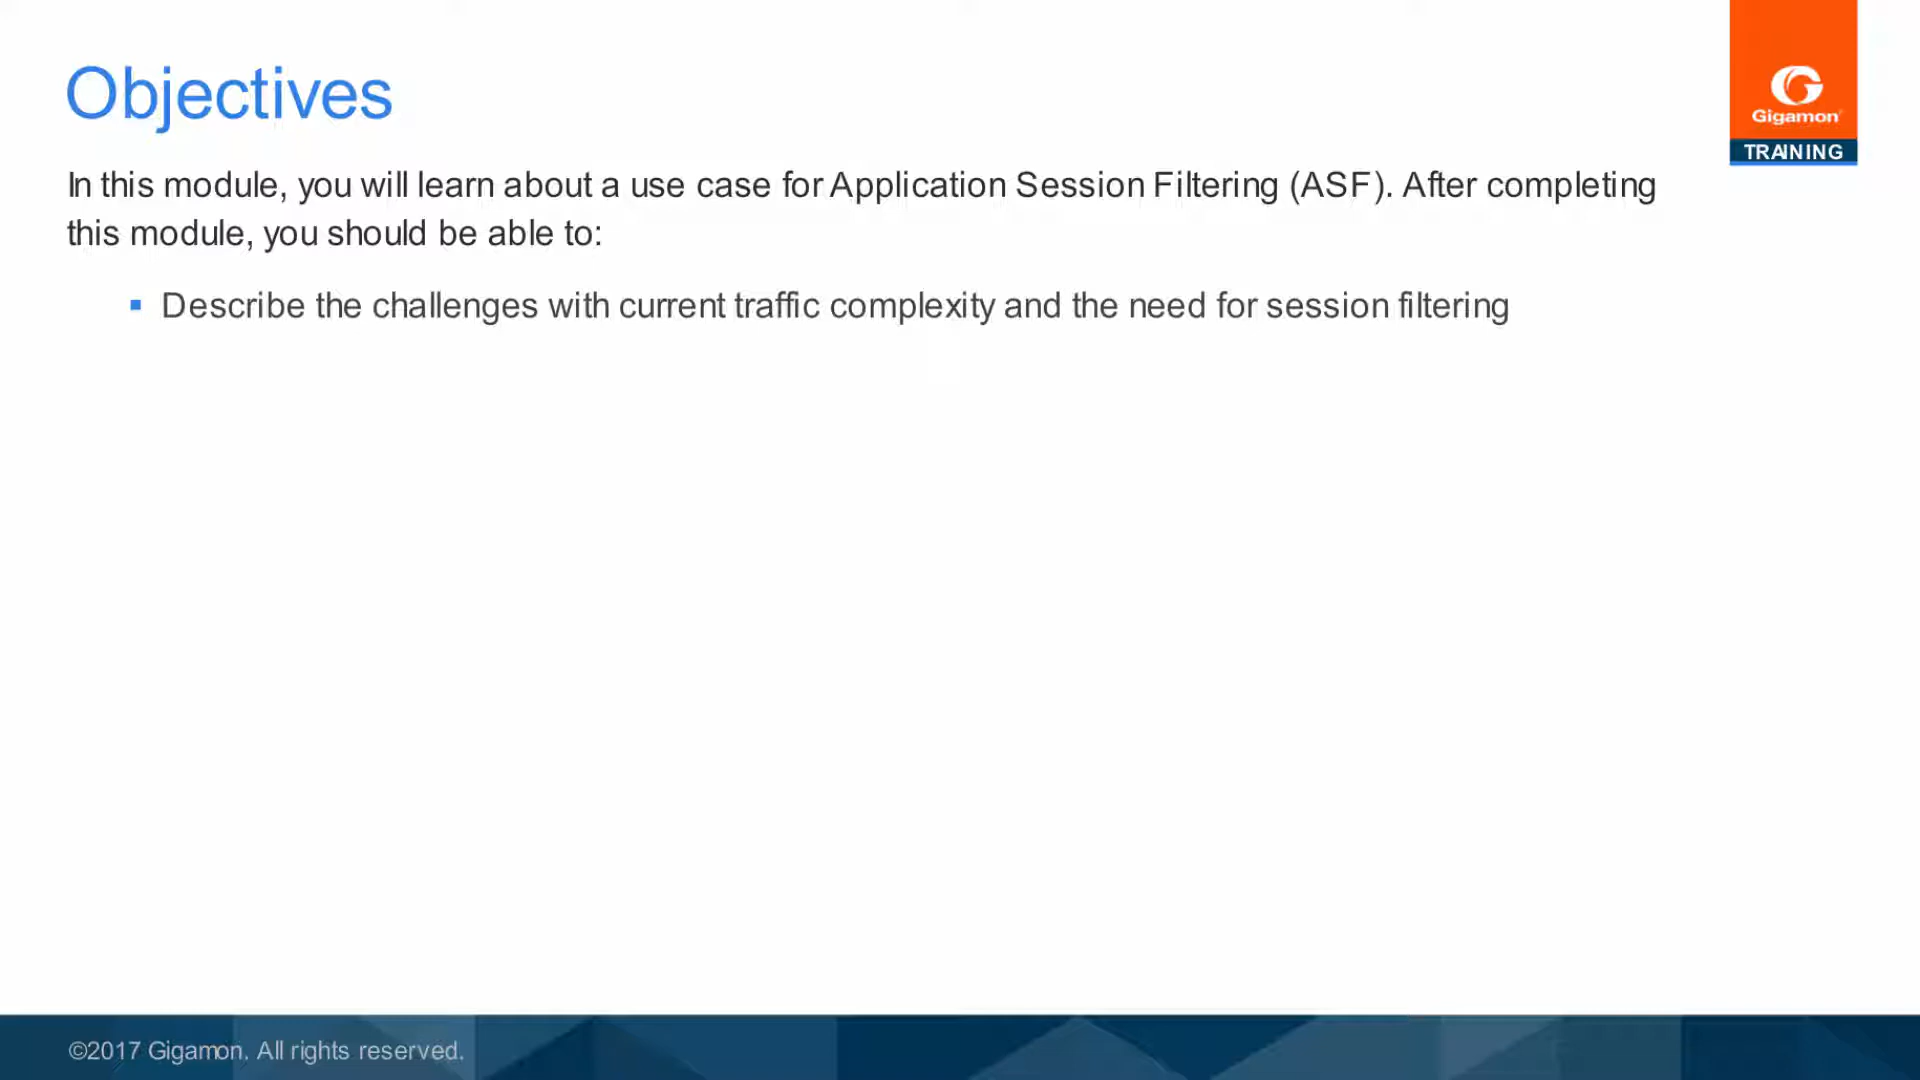 Objectives
Gigamon
TRAINING
In this module, you will learn about a use case for Application Session Filtering (ASF). After completing
this module, you should be able to:
▪ Describe the challenges with current traffic complexity and the need for session filtering
©2017 Gigamon. All rights reserved.